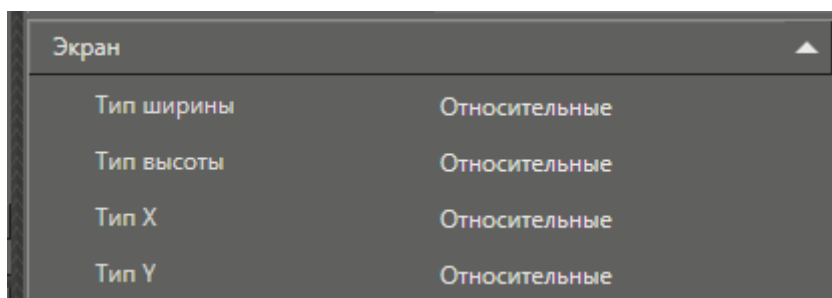 Экран
Тип ширины Относительные
Тип высоты Относительные
Тип X Относительные
Тип Y Относительные